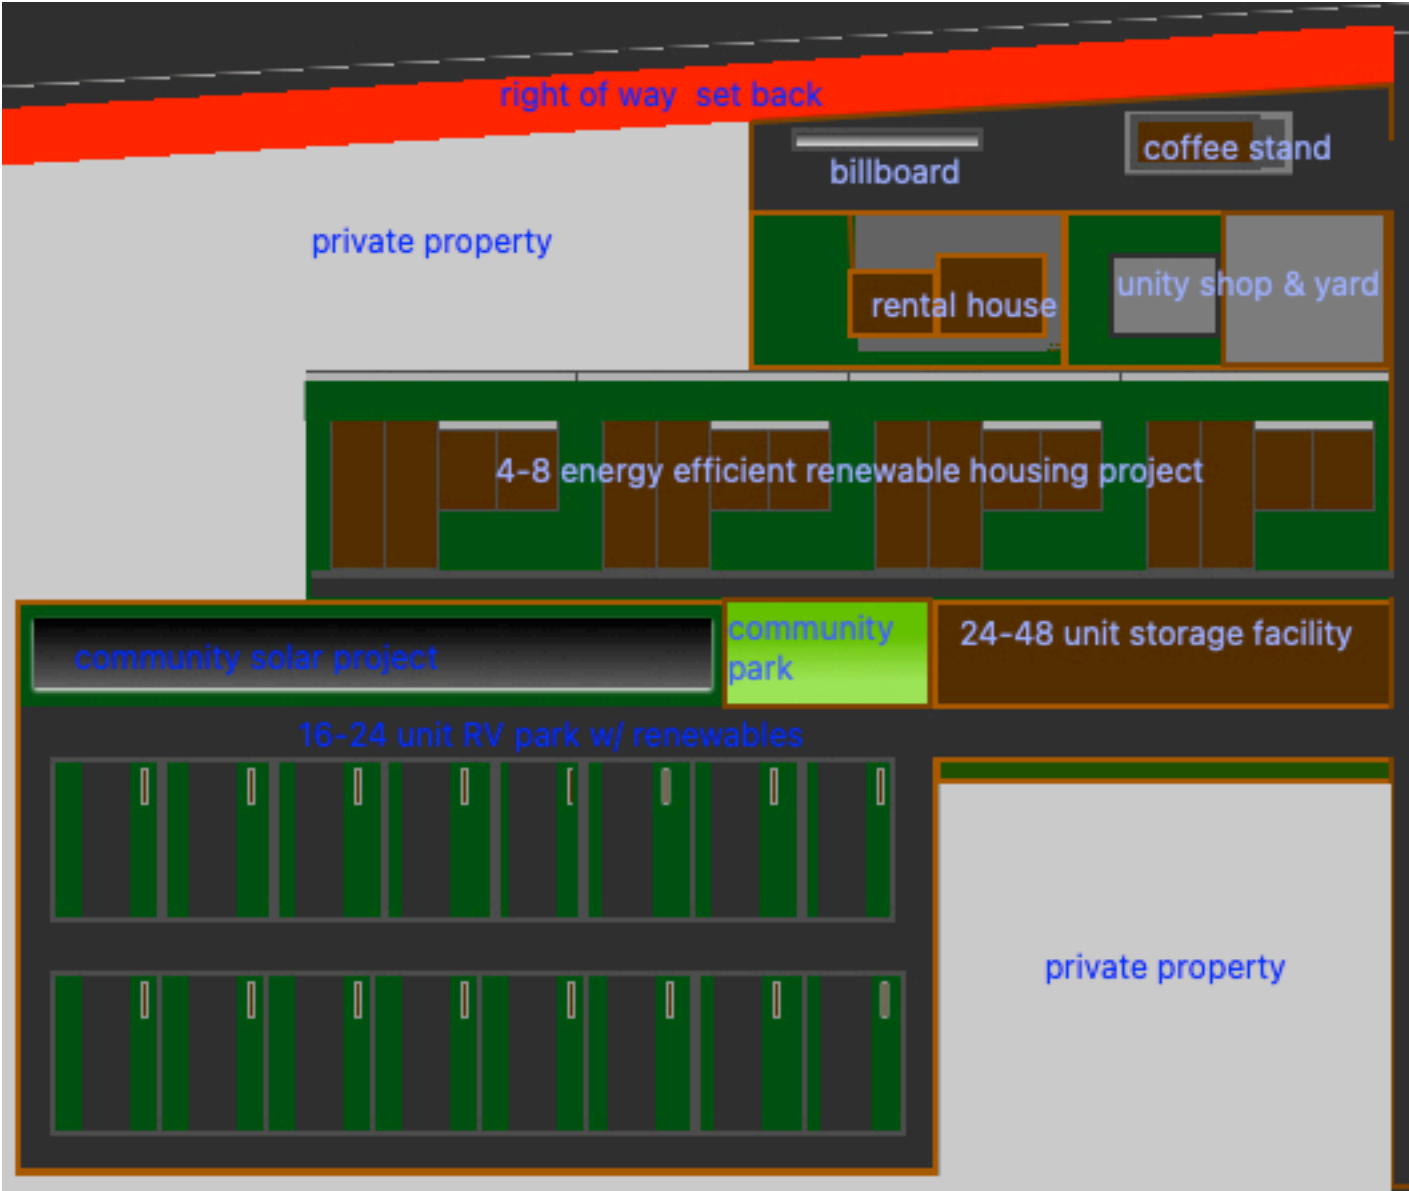 right of way  set back
coffee stand
billboard
private property
unity shop & yard
rental house
4-8 energy efficient renewable housing project
community
park
24-48 unit storage facility
community solar project
16-24 unit RV park w/ renewables
private property